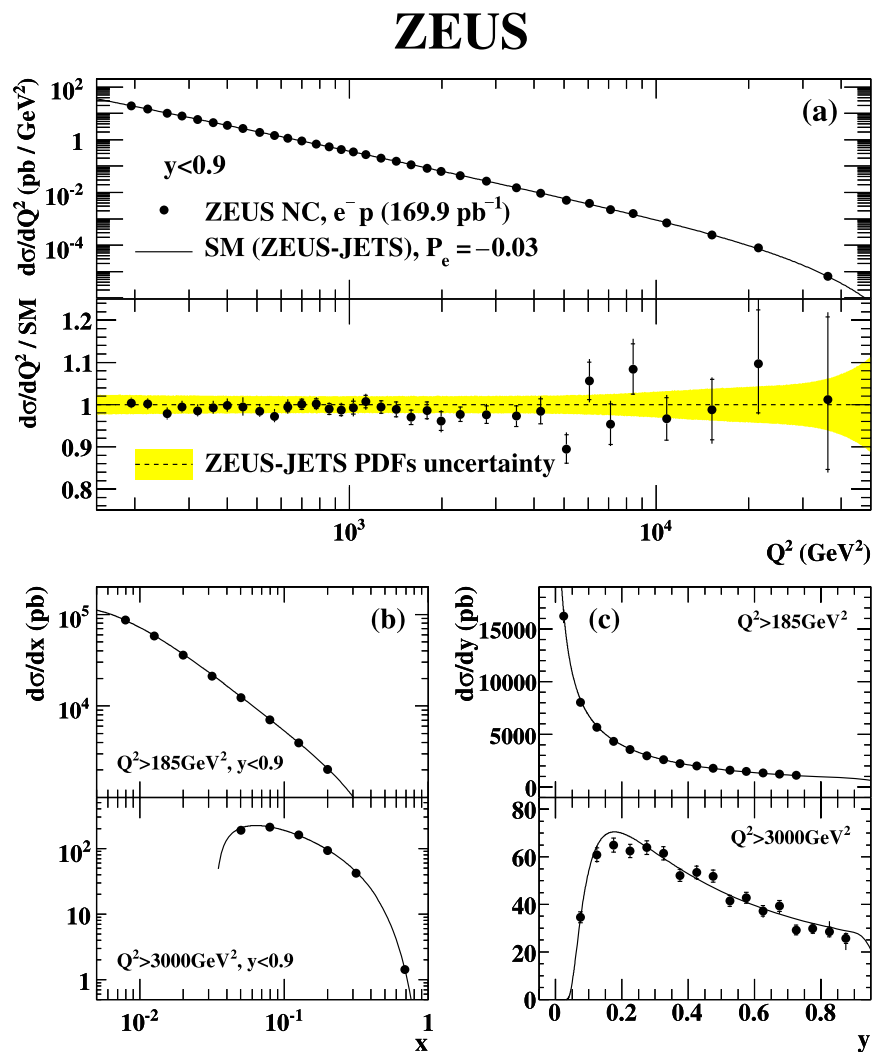 ZEUS
dσ/dQ² (pb / GeV²)
10²
1
10⁻²
10⁻⁴
(a)
y<0.9
ZEUS NC, e⁻p (169.9 pb⁻¹)
SM (ZEUS-JETS), Pₑ = −0.03
dσ/dQ² / SM
1.2
1.1
1
0.9
0.8
ZEUS-JETS PDFs uncertainty
10³
10⁴
Q² (GeV²)
dσ/dx (pb)
10⁵
10⁴
(b)
Q²>185GeV², y<0.9
10²
10
1
Q²>3000GeV², y<0.9
10⁻²
10⁻¹
1
x
dσ/dy (pb)
15000
10000
5000
0
(c)
Q²>185GeV²
80
60
40
20
0
Q²>3000GeV²
0
0.2
0.4
0.6
0.8
y